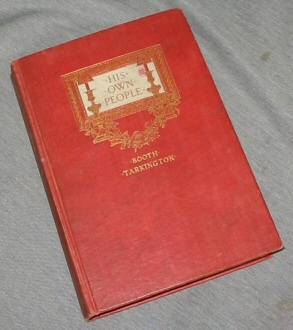 ·HIS·
·OWN·
PEOPLE·
·BOOTH·
·TARKINGTON·